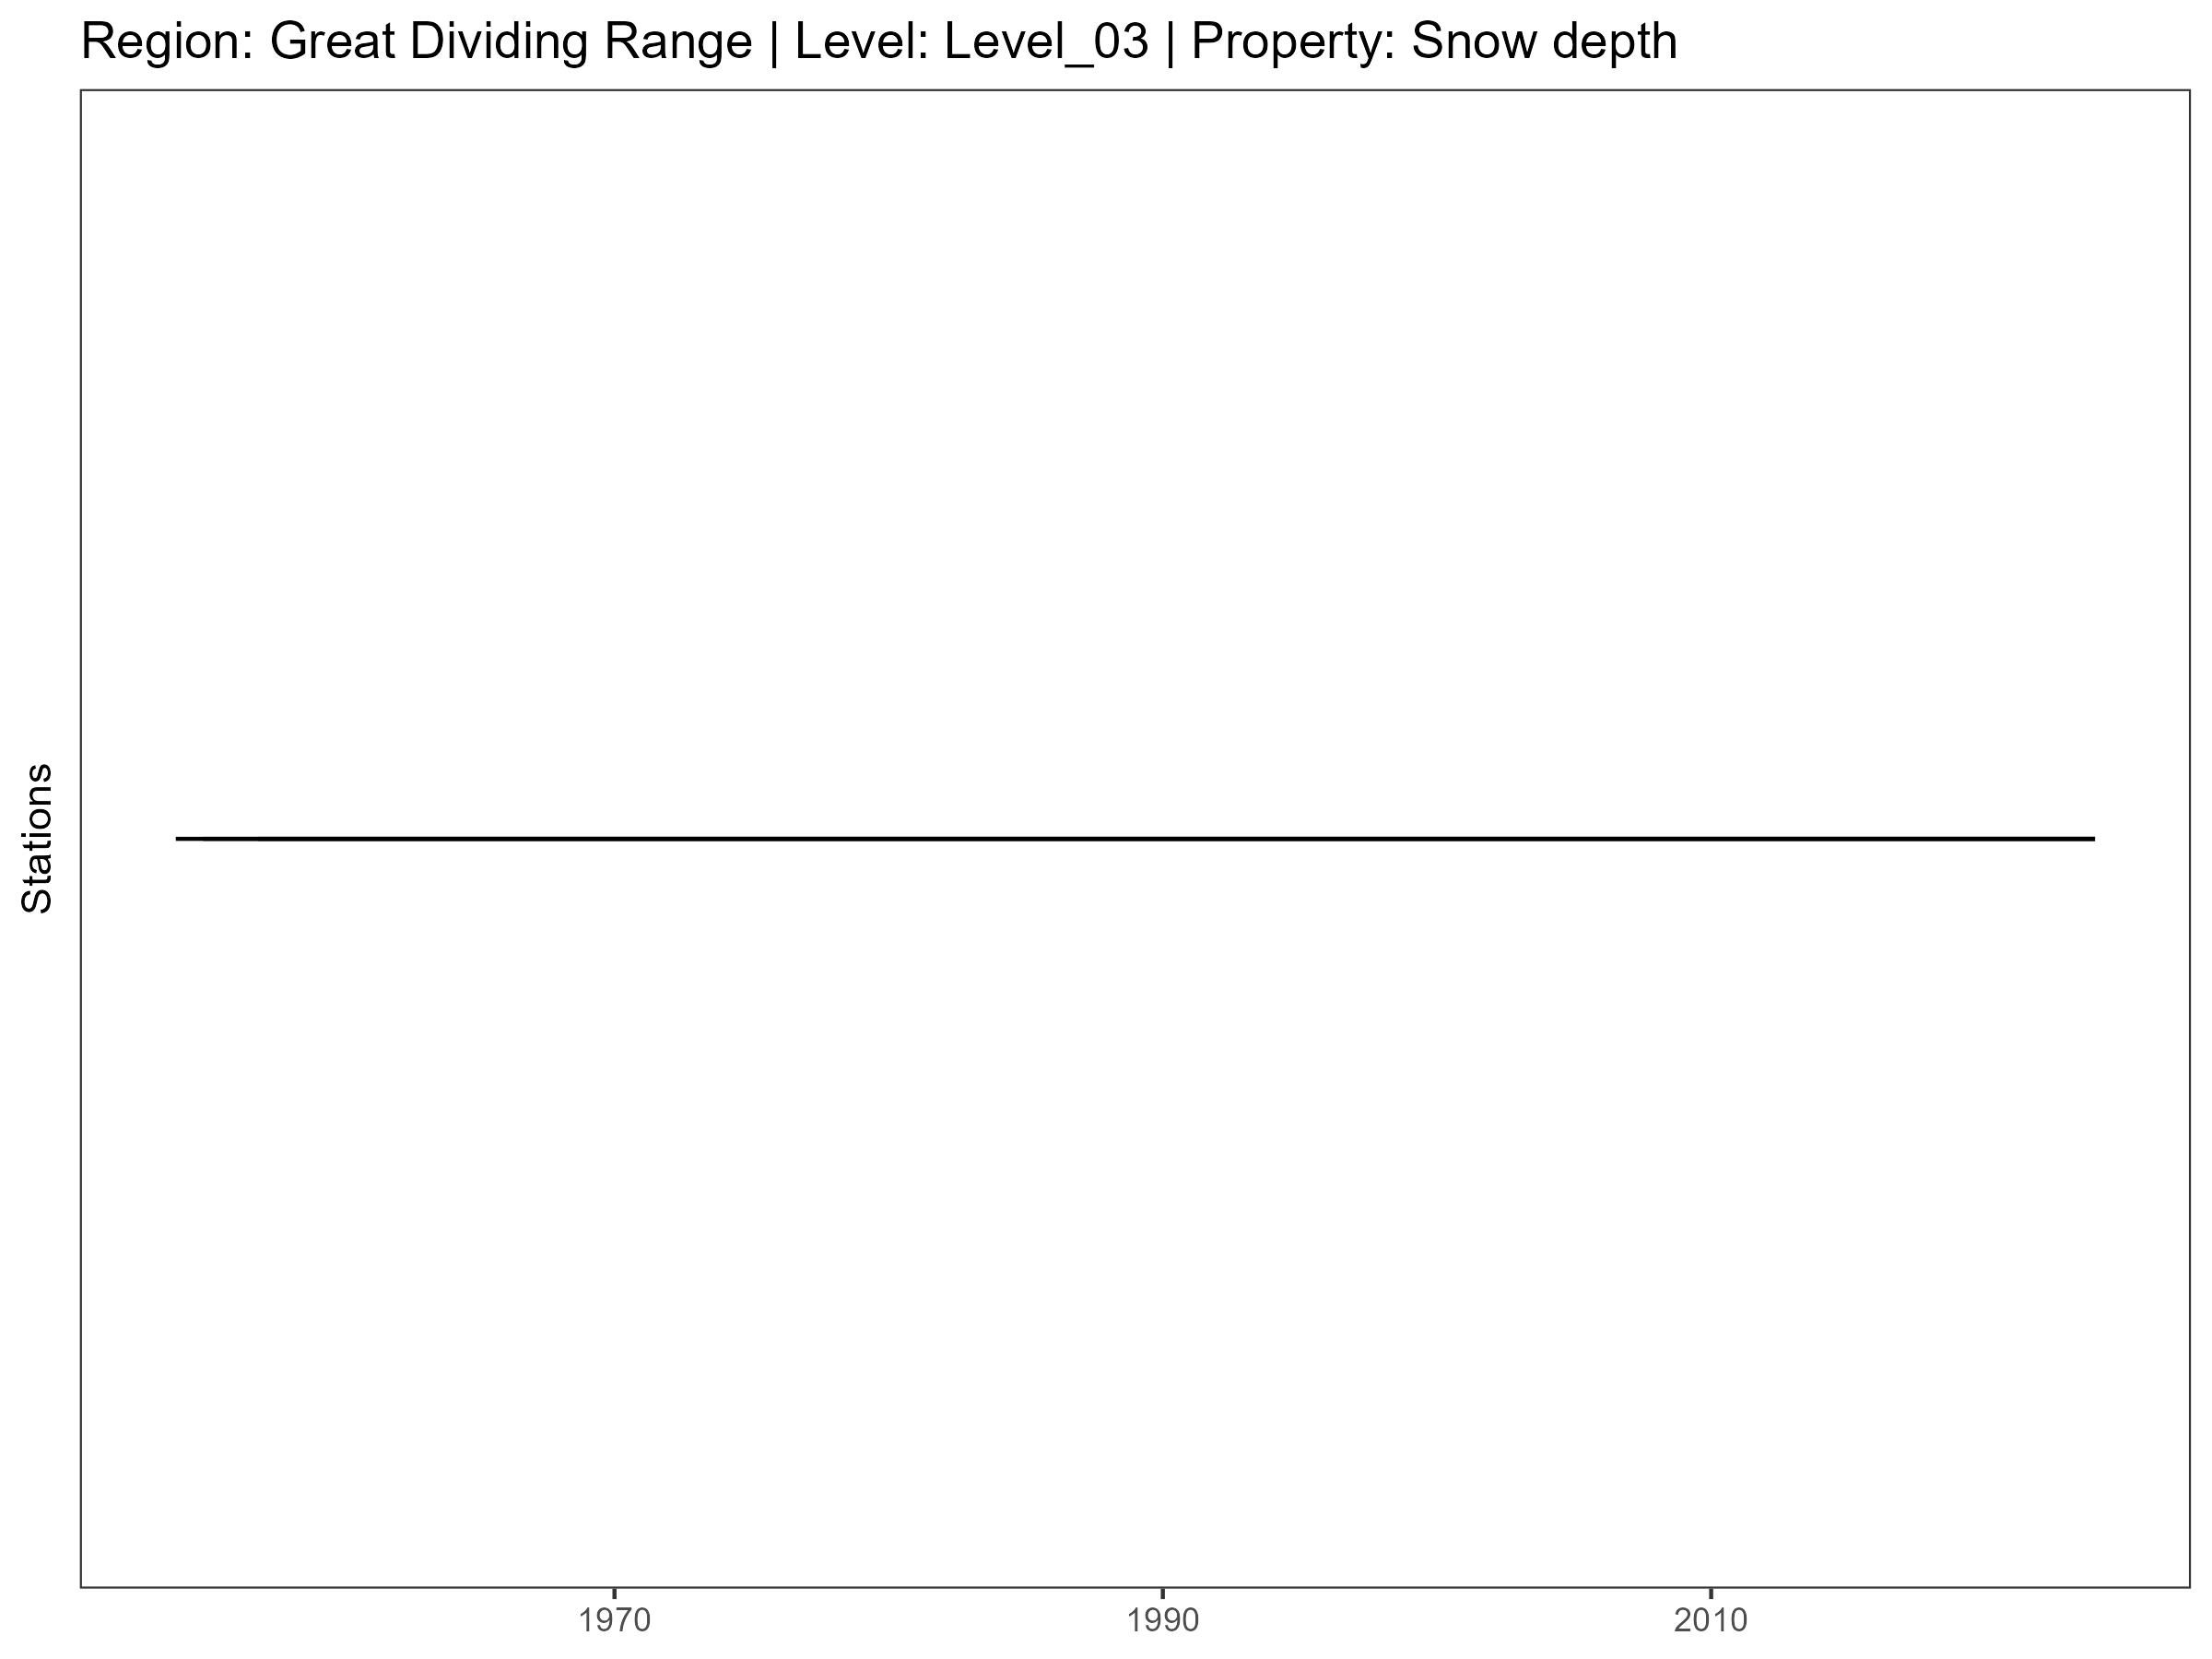 Region: Great Dividing Range | Level: Level_03 | Property: Snow depth
Stations
1970 1990 2010